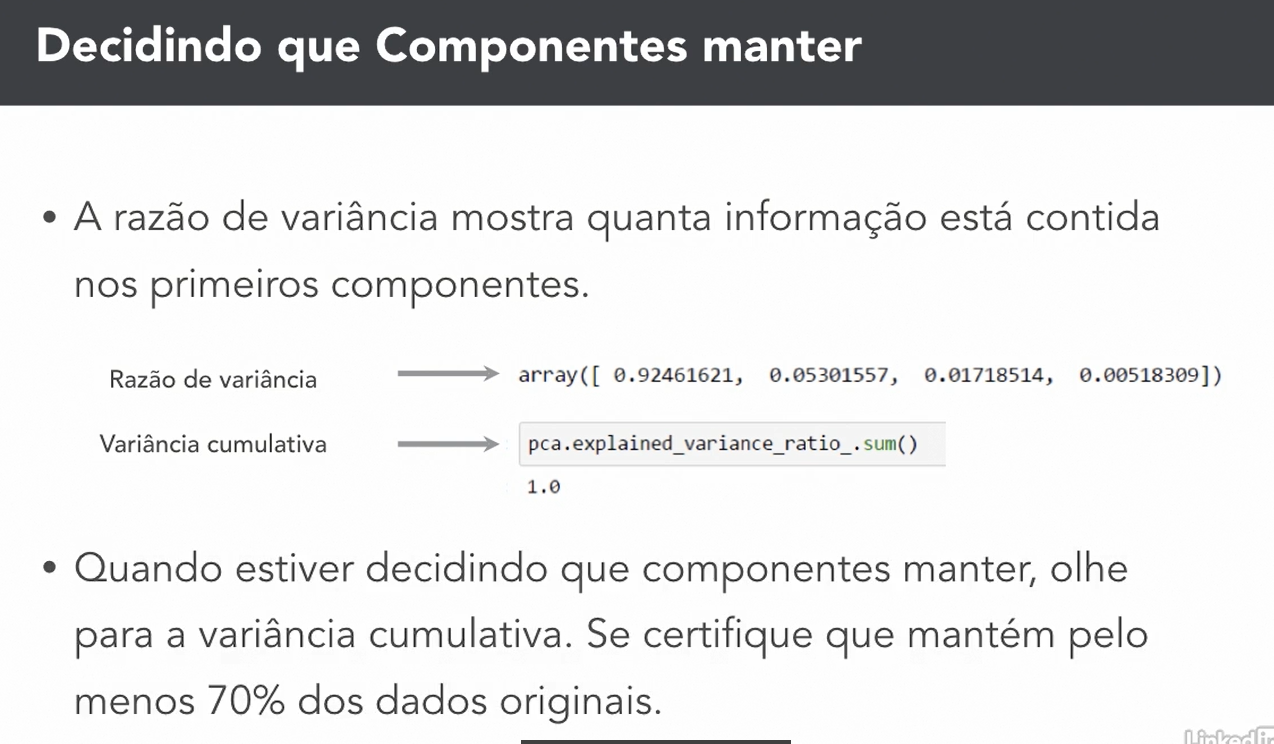 Decidindo que Componentes manter
• A razão de variância mostra quanta informação está contida
nos primeiros componentes.
Razão de variância
array([ 0.92461621, 0.05301557, 0.01718514, 0.00518309])
Variância cumulativa
pca.explained_variance_ratio_.sum()
1.0
• Quando estiver decidindo que componentes manter, olhe
para a variância cumulativa. Se certifique que mantém pelo
menos 70% dos dados originais.